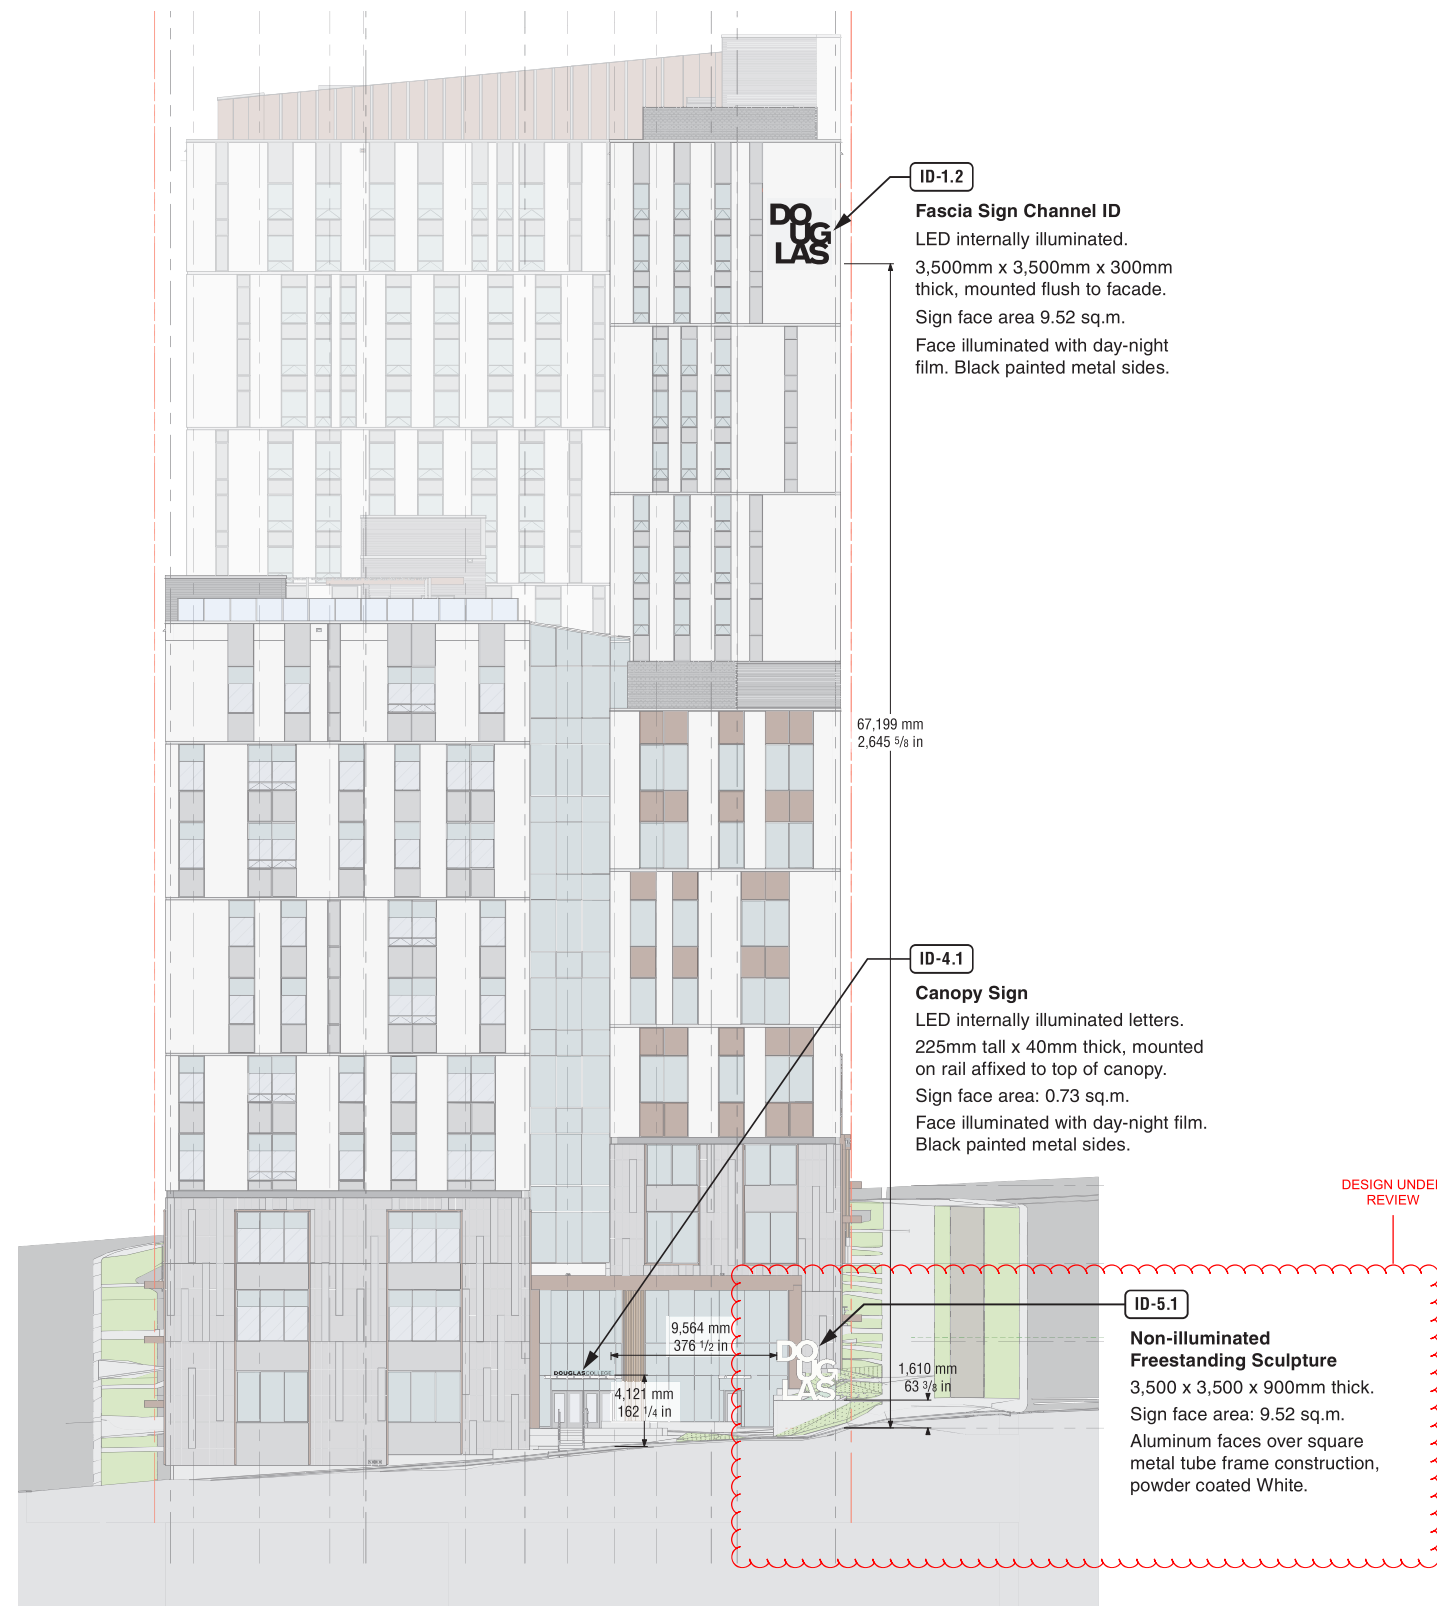 ID-1.2
DO
UG
LAS
Fascia Sign Channel ID
LED internally illuminated.
3,500mm x 3,500mm x 300mm
thick, mounted flush to facade.
Sign face area 9.52 sq.m.
Face illuminated with day-night
film. Black painted metal sides.
67,199 mm
2,645 5/8 in
ID-4.1
Canopy Sign
LED internally illuminated letters.
225mm tall x 40mm thick, mounted
on rail affixed to top of canopy.
Sign face area: 0.73 sq.m.
Face illuminated with day-night film.
Black painted metal sides.
DESIGN UNDE
REVIEW
ID-5.1
Non-illuminated
Freestanding Sculpture
3,500 x 3,500 x 900mm thick.
Sign face area: 9.52 sq.m.
Aluminum faces over square
metal tube frame construction,
powder coated White.
9,564 mm
376 1/2 in
DO
UG
LAS
1,610 mm
63 3/8 in
DOUGLASCOLLEGE
4,121 mm
162 1/4 in